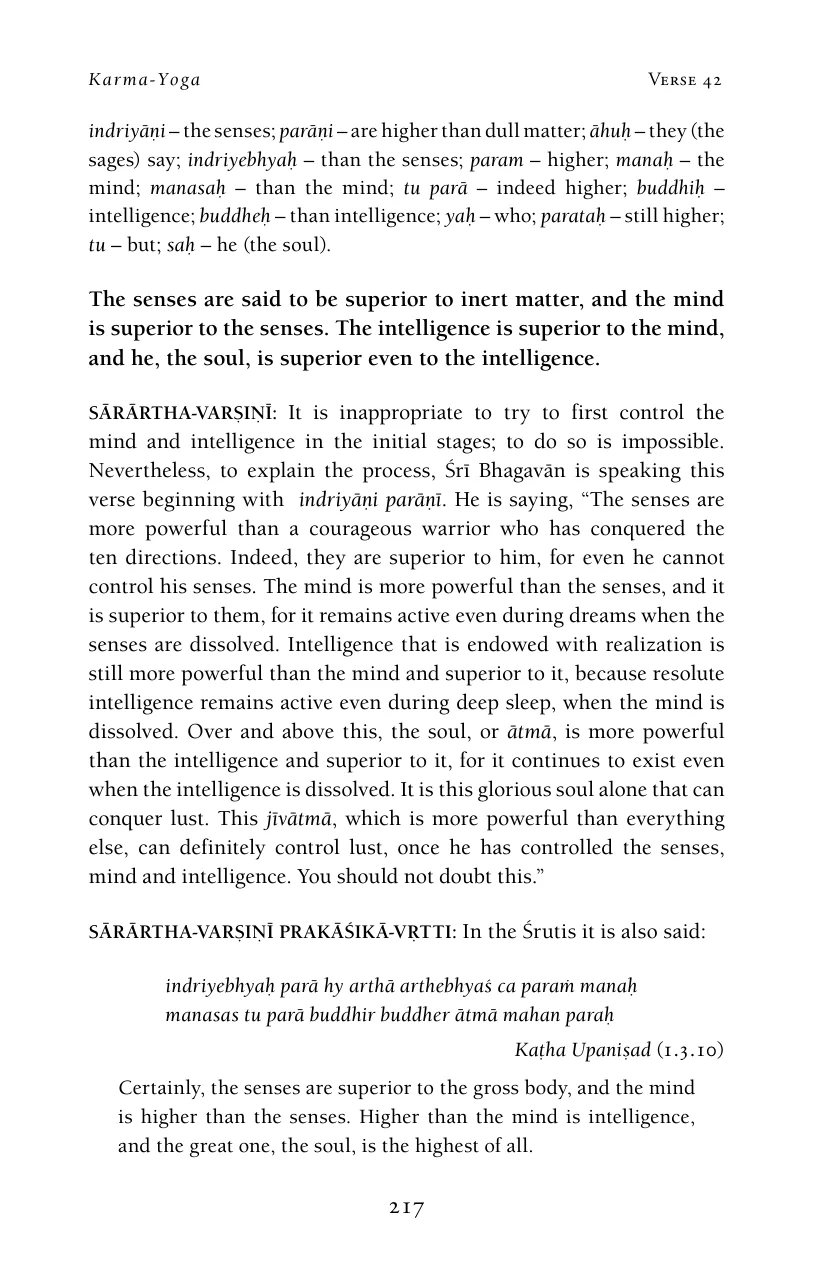 Karma-Yoga Verse 42
indriyāṇi – the senses; parāṇi – are higher than dull matter; āhuḥ – they (the
sages) say; indriyebhyaḥ – than the senses; param – higher; manaḥ – the
mind; manasaḥ – than the mind; tu parā – indeed higher; buddhiḥ –
intelligence; buddheḥ – than intelligence; yaḥ – who; parataḥ – still higher;
tu – but; saḥ – he (the soul).
The senses are said to be superior to inert matter, and the mind
is superior to the senses. The intelligence is superior to the mind,
and he, the soul, is superior even to the intelligence.
SĀRĀRTHA-VARṢIṆĪ: It is inappropriate to try to first control the
mind and intelligence in the initial stages; to do so is impossible.
Nevertheless, to explain the process, Śrī Bhagavān is speaking this
verse beginning with indriyāṇi parāṇī. He is saying, “The senses are
more powerful than a courageous warrior who has conquered the
ten directions. Indeed, they are superior to him, for even he cannot
control his senses. The mind is more powerful than the senses, and it
is superior to them, for it remains active even during dreams when the
senses are dissolved. Intelligence that is endowed with realization is
still more powerful than the mind and superior to it, because resolute
intelligence remains active even during deep sleep, when the mind is
dissolved. Over and above this, the soul, or ātmā, is more powerful
than the intelligence and superior to it, for it continues to exist even
when the intelligence is dissolved. It is this glorious soul alone that can
conquer lust. This jīvātmā, which is more powerful than everything
else, can definitely control lust, once he has controlled the senses,
mind and intelligence. You should not doubt this.”
SĀRĀRTHA-VARṢIṆĪ PRAKĀŚIKĀ-VṚTTI: In the Śrutis it is also said:
indriyebhyaḥ parā hy arthā arthebhyaś ca paraṁ manaḥ
manasas tu parā buddhir buddher ātmā mahan paraḥ
Kaṭha Upaniṣad (1.3.10)
Certainly, the senses are superior to the gross body, and the mind
is higher than the senses. Higher than the mind is intelligence,
and the great one, the soul, is the highest of all.
217